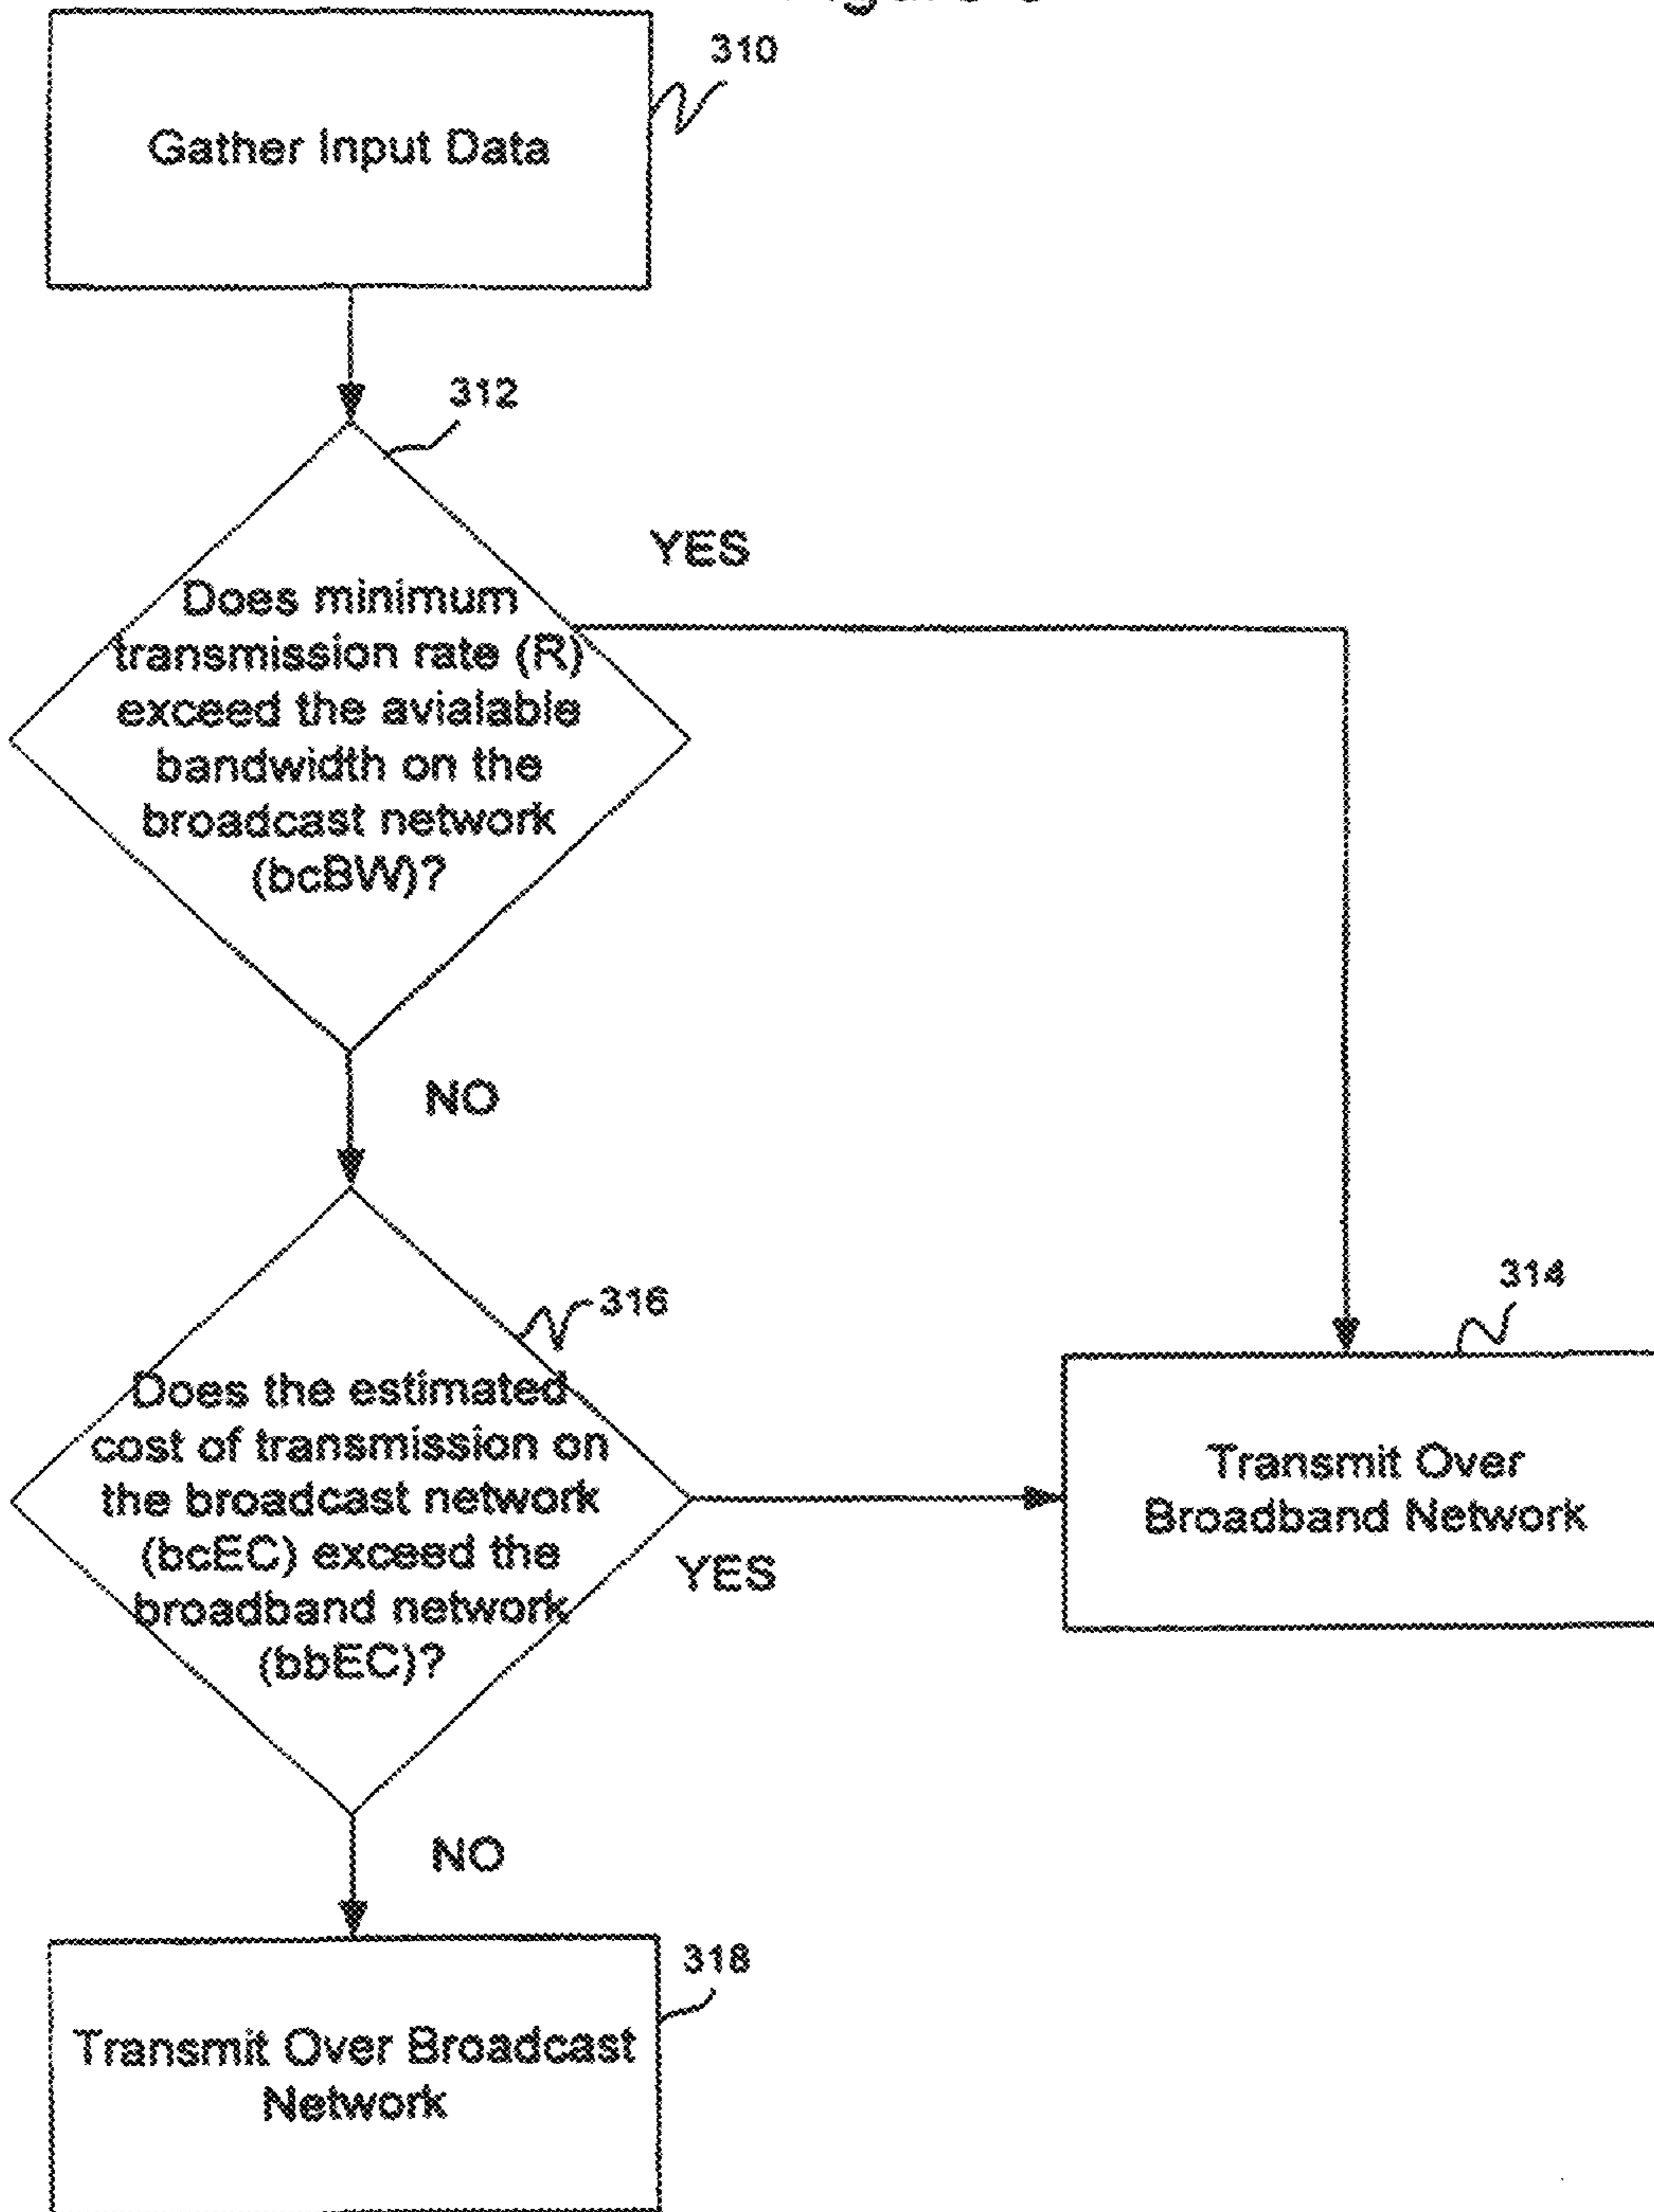 310
Gather Input Data
312
YES
Does minimum
transmission rate (R)
exceed the avialable
bandwidth on the
broadcast network
(bcBW)?
NO
316
314
Does the estimated
cost of transmission on
the broadcast network
(bcEC) exceed the
broadband network
(bbEC)?
YES
Transmit Over
Broadband Network
NO
318
Transmit Over Broadcast
Network